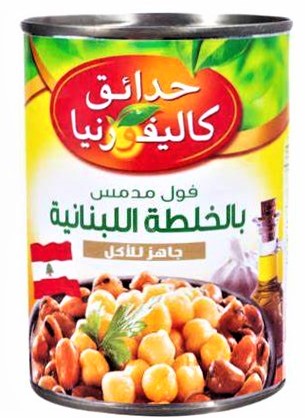 حدائق
كاليفورنيا
فول مدمس
بالخلطة اللبنانية
جاهز للأكل